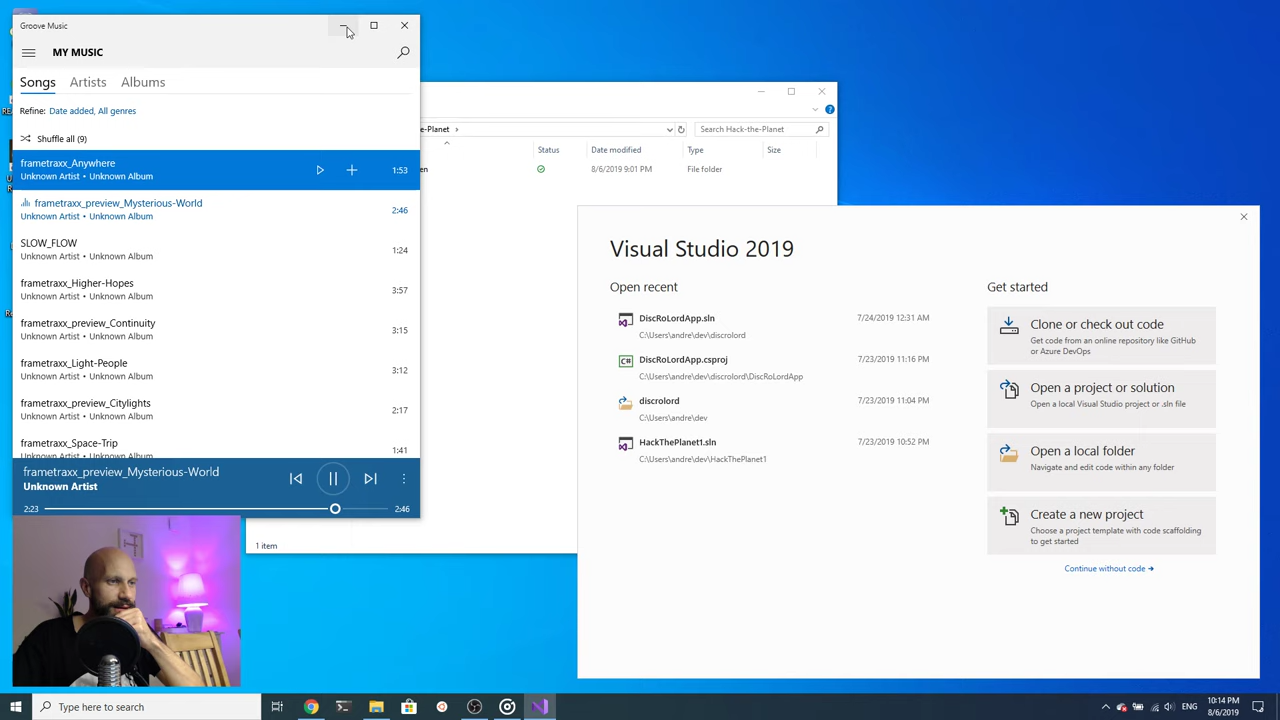 Groove Music
MY MUSIC
Songs Artists Albums
Refine: Date added, All genres
Shuffle all (9)
frametraxx_Anywhere
Unknown Artist • Unknown Album
1:53
frametraxx_preview_Mysterious-World
Unknown Artist • Unknown Album
2:46
SLOW_FLOW
Unknown Artist • Unknown Album
1:24
frametraxx_Higher-Hopes
Unknown Artist • Unknown Album
3:57
frametraxx_preview_Continuity
Unknown Artist • Unknown Album
3:15
frametraxx_Light-People
Unknown Artist • Unknown Album
3:12
frametraxx_preview_Citylights
Unknown Artist • Unknown Album
2:17
frametraxx_Space-Trip
1:41
frametraxx_preview_Mysterious-World
Unknown Artist
2:23 2:46
e-Planet
Search Hack-the-Planet
Status Date modified Type Size
en 8/6/2019 9:01 PM File folder
1 item
Visual Studio 2019
Open recent
DiscRoLordApp.sln 7/24/2019 12:31 AM
C:\Users\andre\dev\discrolord
DiscRoLordApp.csproj 7/23/2019 11:16 PM
C:\Users\andre\dev\discrolord\DiscRoLordApp
discrolord 7/23/2019 11:04 PM
C:\Users\andre\dev
HackThePlanet1.sln 7/23/2019 10:52 PM
C:\Users\andre\dev\HackThePlanet1
Get started
Clone or check out code
Get code from an online repository like GitHub
or Azure DevOps
Open a project or solution
Open a local Visual Studio project or .sln file
Open a local folder
Navigate and edit code within any folder
Create a new project
Choose a project template with code scaffolding
to get started
Continue without code
Type here to search
ENG
10:14 PM
8/6/2019